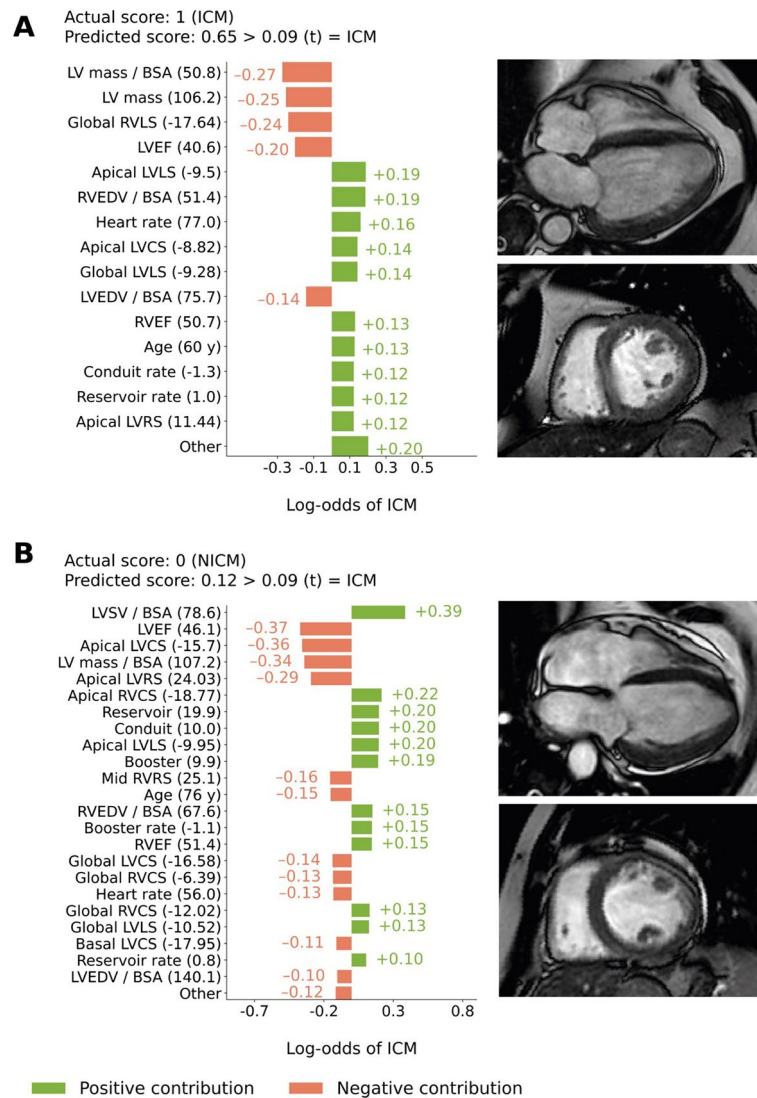 A
Actual score: 1 (ICM)
Predicted score: 0.65 > 0.09 (t) = ICM
LV mass / BSA (50.8) –0.27
LV mass (106.2) –0.25
Global RVLS (-17.64) –0.24
LVEF (40.6) –0.20
Apical LVLS (-9.5) +0.19
RVEDV / BSA (51.4) +0.19
Heart rate (77.0) +0.16
Apical LVCS (-8.82) +0.14
Global LVLS (-9.28) +0.14
LVEDV / BSA (75.7) –0.14
RVEF (50.7) +0.13
Age (60 y) +0.13
Conduit rate (-1.3) +0.12
Reservoir rate (1.0) +0.12
Apical LVRS (11.44) +0.12
Other +0.20
-0.3 -0.1 0.1 0.3 0.5
Log-odds of ICM
B
Actual score: 0 (NICM)
Predicted score: 0.12 > 0.09 (t) = ICM
LVSV / BSA (78.6) +0.39
LVEF (46.1) –0.37
Apical LVCS (-15.7) –0.36
LV mass / BSA (107.2) –0.34
Apical LVRS (24.03) –0.29
Apical RVCS (-18.77) +0.22
Reservoir (19.9) +0.20
Conduit (10.0) +0.20
Apical LVLS (-9.95) +0.20
Booster (9.9) +0.19
Mid RVRS (25.1) –0.16
Age (76 y) –0.15
RVEDV / BSA (67.6) +0.15
Booster rate (-1.1) +0.15
RVEF (51.4) +0.15
Global LVCS (-16.58) –0.14
Global RVCS (-6.39) –0.13
Heart rate (56.0) –0.13
Global RVCS (-12.02) +0.13
Global LVLS (-10.52) +0.13
Basal LVCS (-17.95) –0.11
Reservoir rate (0.8) +0.10
LVEDV / BSA (140.1) –0.10
Other –0.12
-0.7 -0.2 0.3 0.8
Log-odds of ICM
Positive contribution Negative contribution